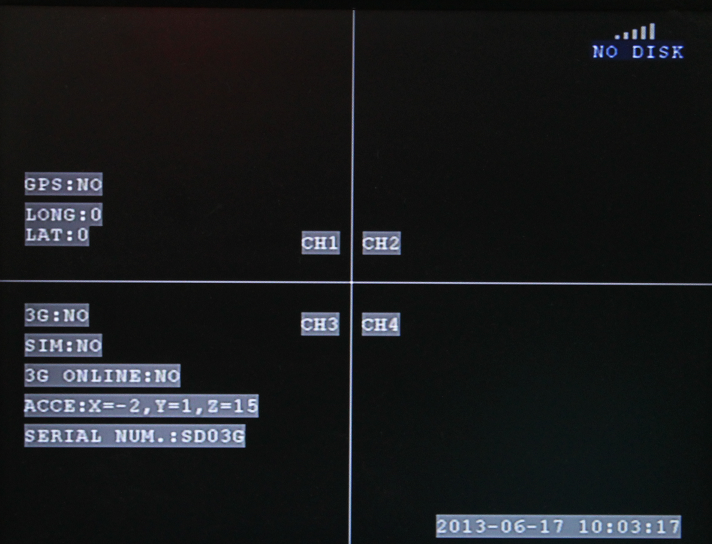 NO DISK
GPS:NO
LONG:0
LAT:0
CH1
CH2
3G:NO
CH3
CH4
SIM:NO
3G ONLINE:NO
ACCE:X=-2,Y=1,Z=15
SERIAL NUM.:SD03G
2013-06-17 10:03:17